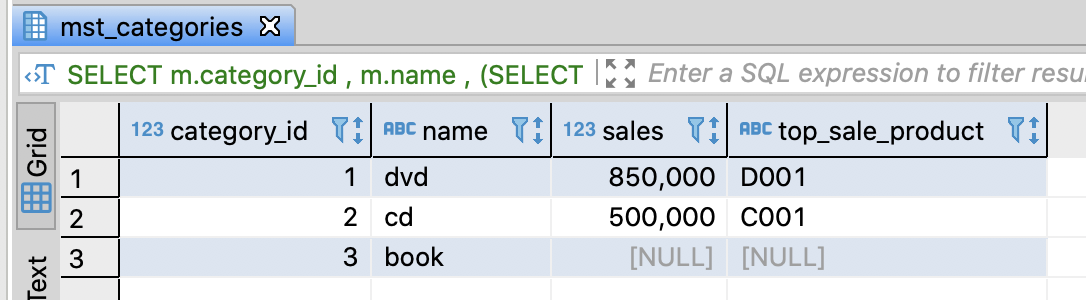 mst_categories
SELECT m.category_id , m.name , (SELECT Enter a SQL expression to filter resu
Grid
Text
123 category_id ABC name 123 sales ABC top_sale_product
1 1 dvd 850,000 D001
2 2 cd 500,000 C001
3 3 book [NULL] [NULL]